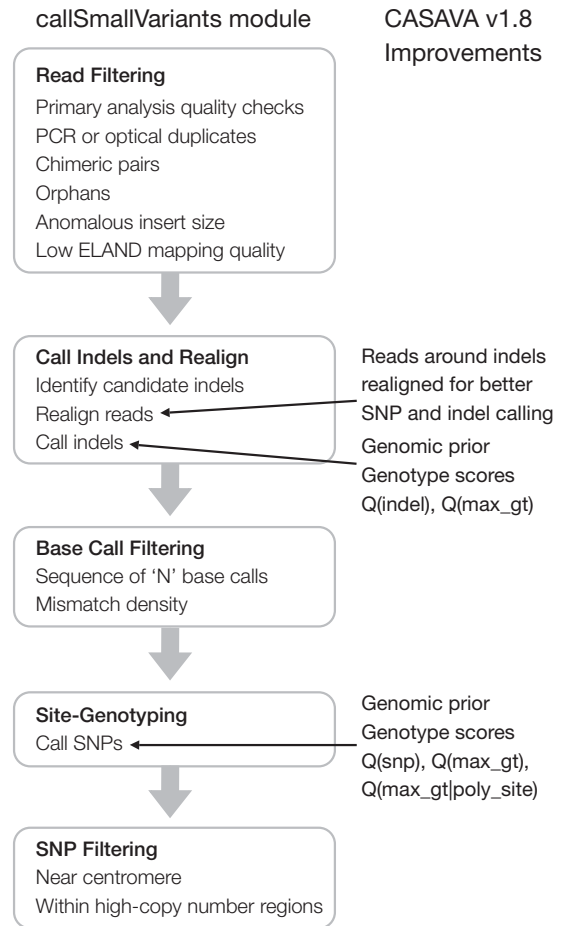 callSmallVariants module
CASAVA v1.8
Improvements
Read Filtering
Primary analysis quality checks
PCR or optical duplicates
Chimeric pairs
Orphans
Anomalous insert size
Low ELAND mapping quality
Call Indels and Realign
Identify candidate indels
Realign reads
Call indels
Reads around indels
realigned for better
SNP and indel calling
Genomic prior
Genotype scores
Q(indel), Q(max_gt)
Base Call Filtering
Sequence of ‘N’ base calls
Mismatch density
Site-Genotyping
Call SNPs
Genomic prior
Genotype scores
Q(snp), Q(max_gt),
Q(max_gt|poly_site)
SNP Filtering
Near centromere
Within high-copy number regions